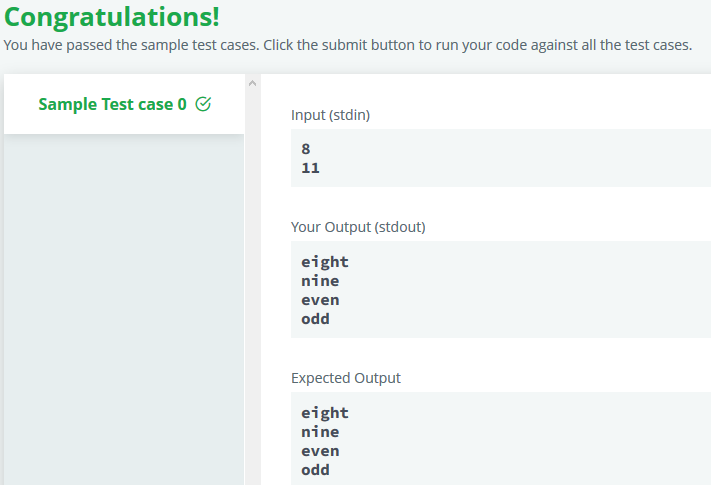 Congratulations!
You have passed the sample test cases. Click the submit button to run your code against all the test cases.
Sample Test case 0
Input (stdin)
8
11
Your Output (stdout)
eight
nine
even
odd
Expected Output
eight
nine
even
odd